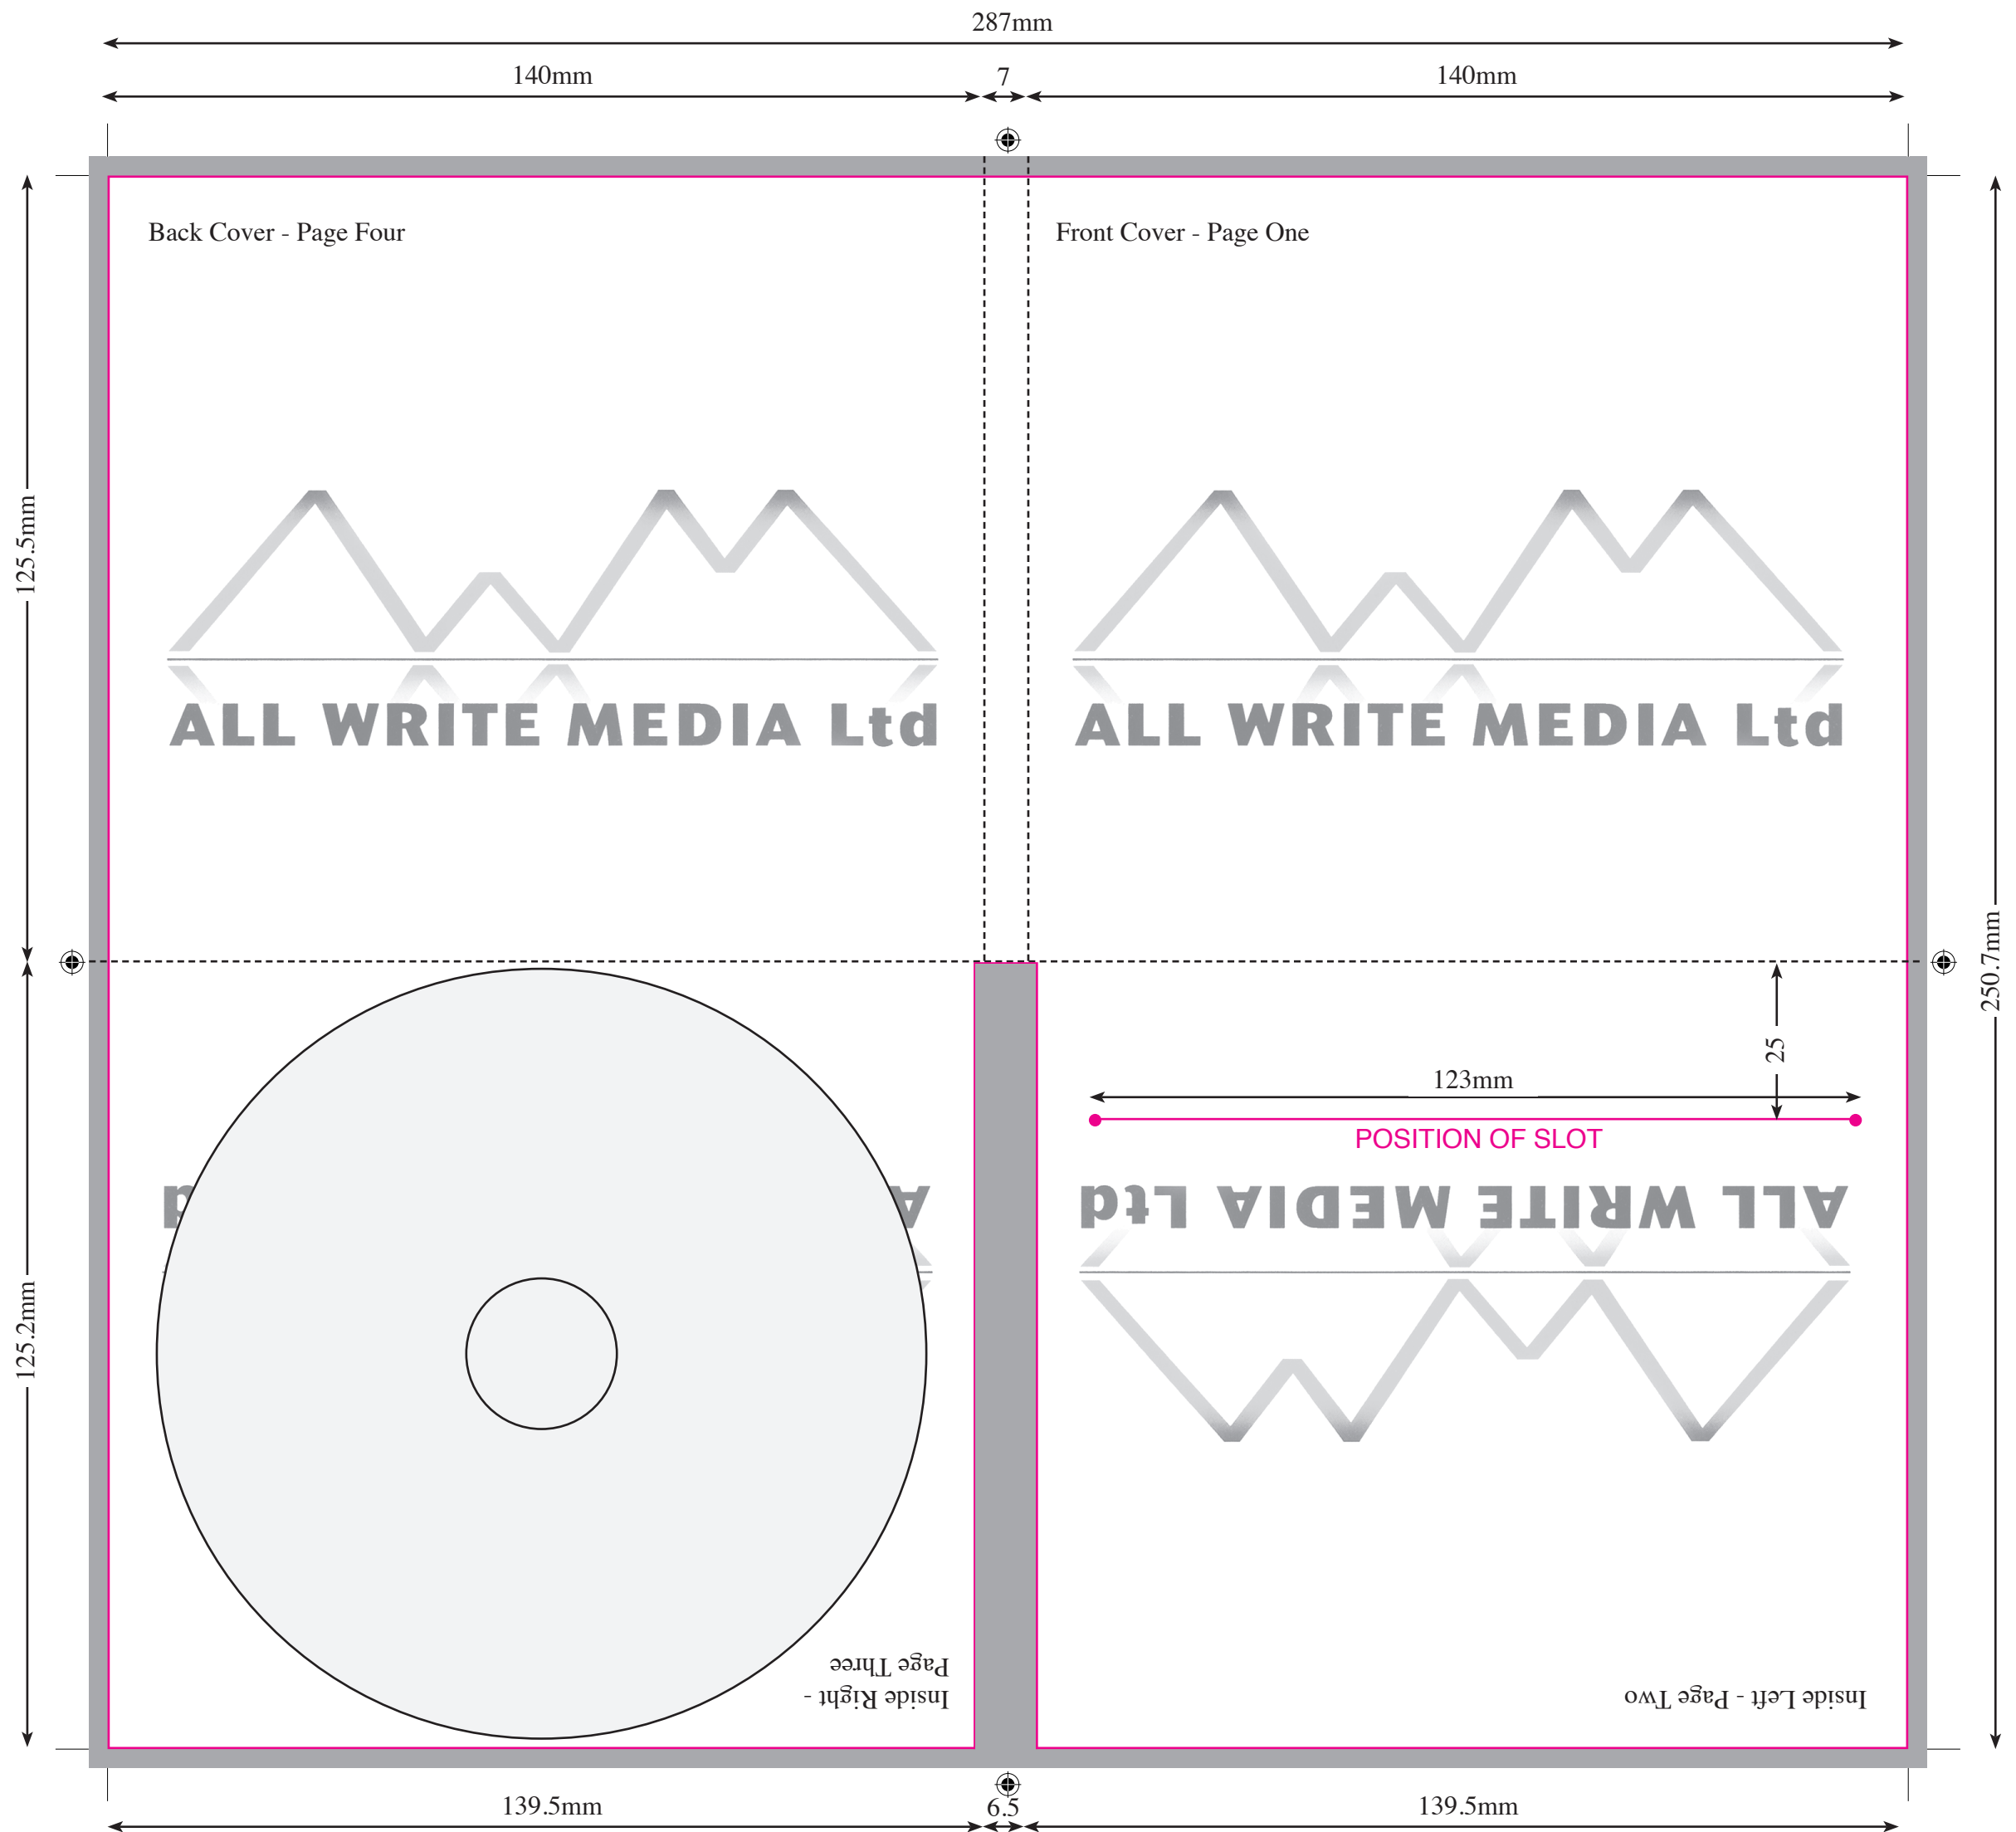 287mm
140mm
7
140mm
Back Cover - Page Four
Front Cover - Page One
125.5mm
ALL WRITE MEDIA Ltd
ALL WRITE MEDIA Ltd
250.7mm
25
123mm
POSITION OF SLOT
A d
ALL WRITE MEDIA Ltd
125.2mm
Inside Right -
Page Three
Inside Left - Page Two
139.5mm
6.5
139.5mm